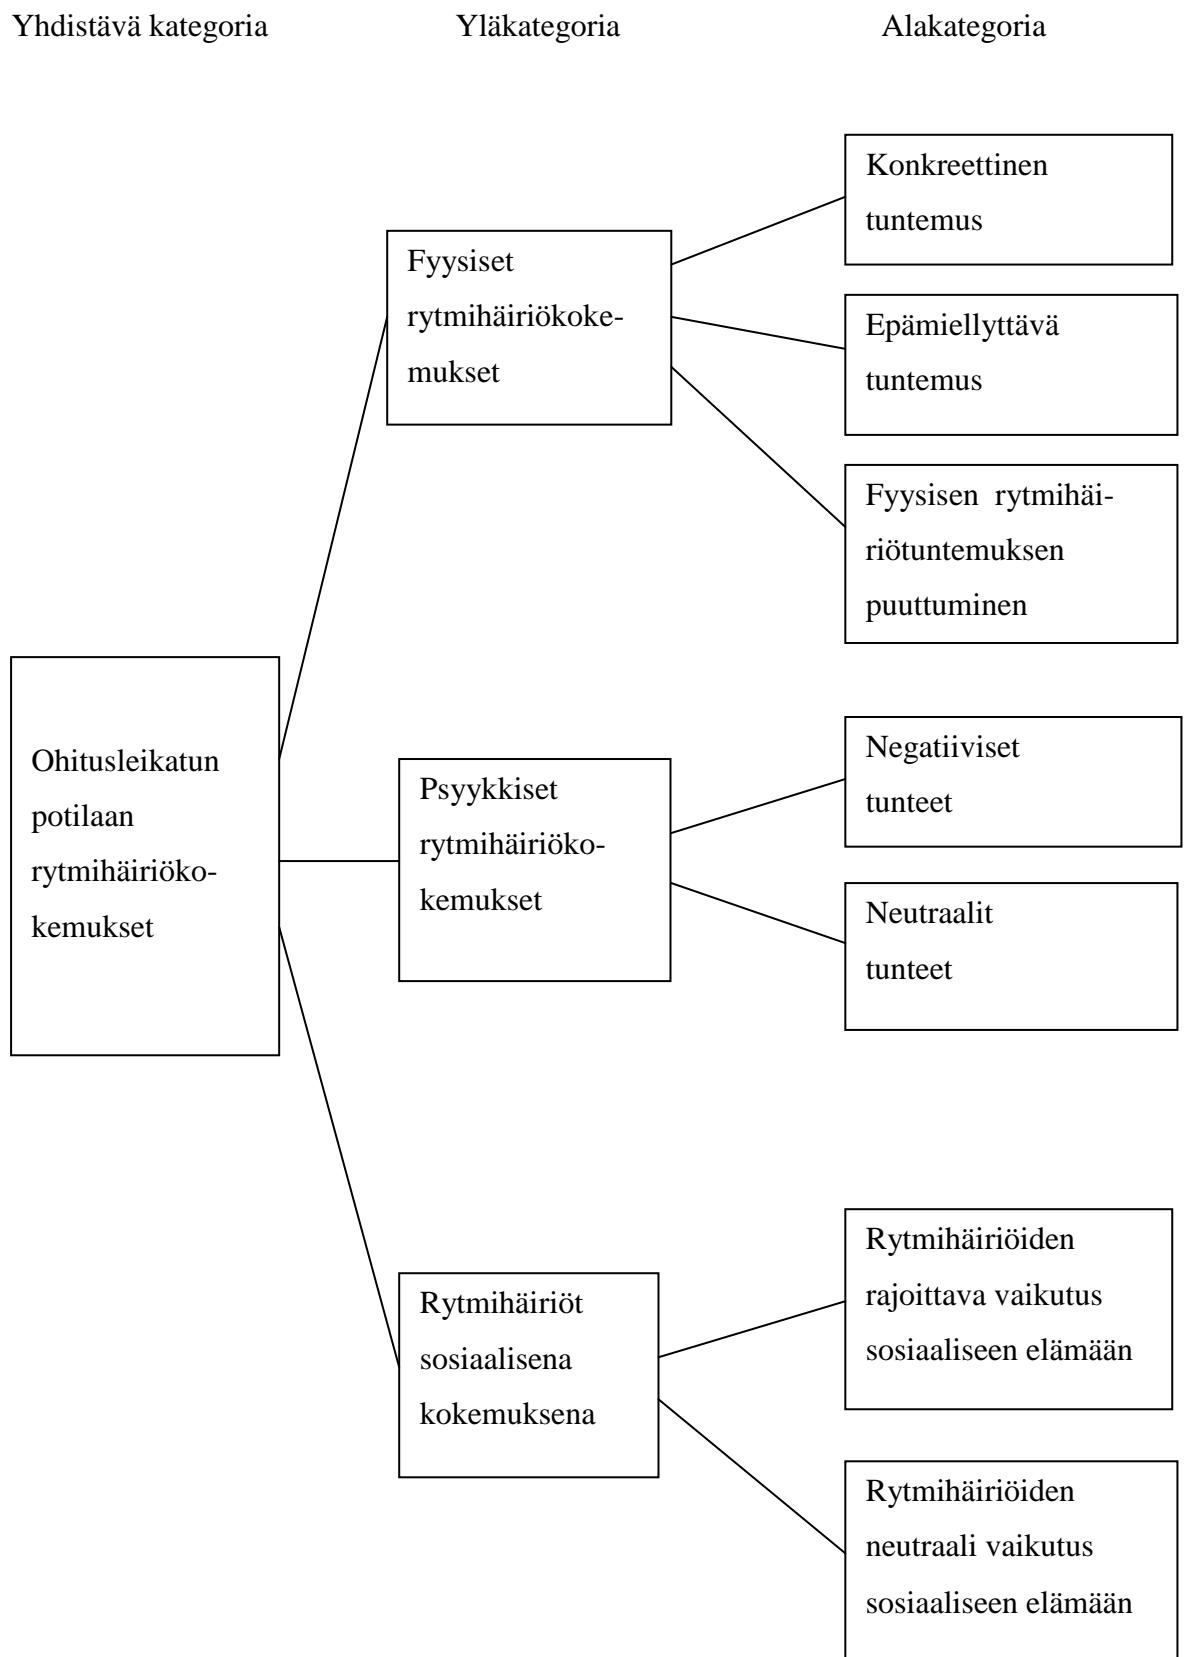 Yhdistävä kategoria
Yläkategoria
Alakategoria
Ohitusleikatun
potilaan
rytmihäiriöko-
kemukset
Fyysiset
rytmihäiriökoke-
mukset
Konkreettinen
tuntemus
Epämiellyttävä
tuntemus
Fyysisen  rytmihäi-
riötuntemuksen
puuttuminen
Psyykkiset
rytmihäiriöko-
kemukset
Negatiiviset
tunteet
Neutraalit
tunteet
Rytmihäiriöt
sosiaalisena
kokemuksena
Rytmihäiriöiden
rajoittava vaikutus
sosiaaliseen elämään
Rytmihäiriöiden
neutraali vaikutus
sosiaaliseen elämään